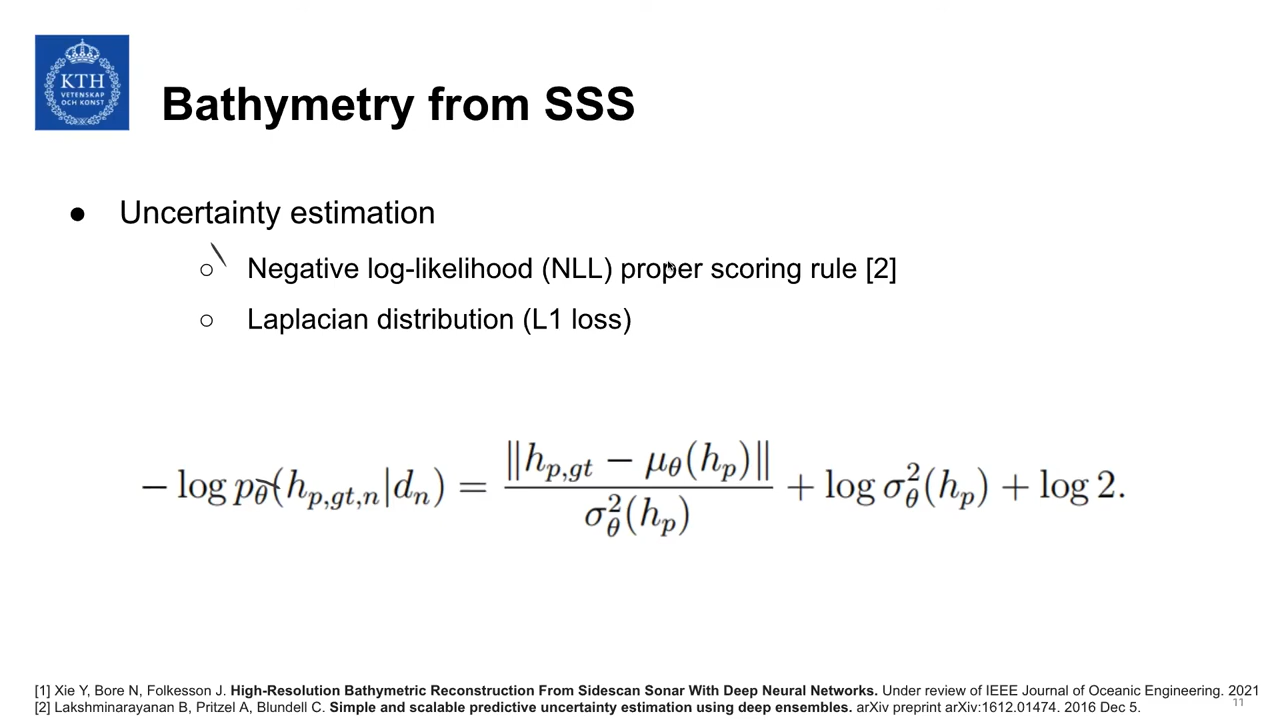 KTH
VETENSKAP
OCH KONST
Bathymetry from SSS
● Uncertainty estimation
○ Negative log-likelihood (NLL) proper scoring rule [2]
○ Laplacian distribution (L1 loss)
− log p_θ(h_{p,gt,n}|d_n) = ‖h_{p,gt} − μ_θ(h_p)‖ / σ²_θ(h_p) + log σ²_θ(h_p) + log 2.
[1] Xie Y, Bore N, Folkesson J. High-Resolution Bathymetric Reconstruction From Sidescan Sonar With Deep Neural Networks. Under review of IEEE Journal of Oceanic Engineering. 2021
[2] Lakshminarayanan B, Pritzel A, Blundell C. Simple and scalable predictive uncertainty estimation using deep ensembles. arXiv preprint arXiv:1612.01474. 2016 Dec 5.
11